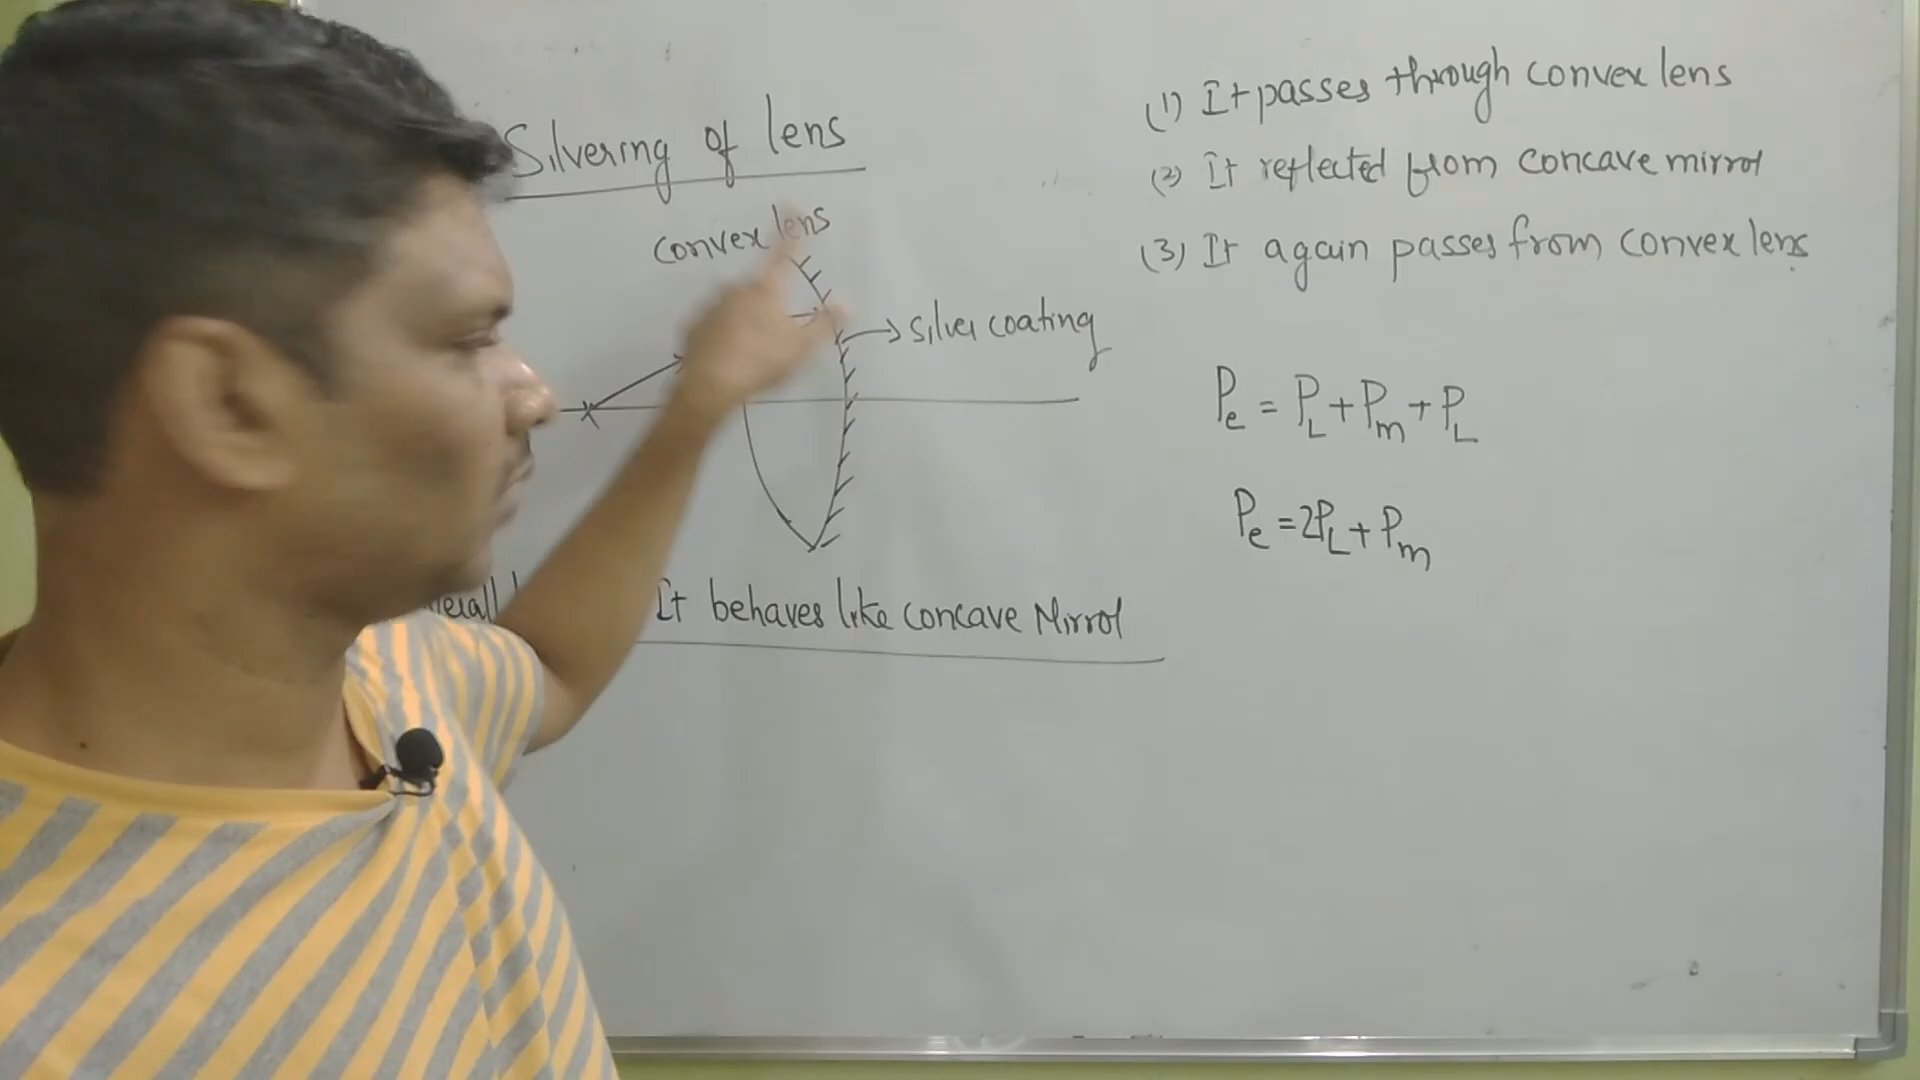 Silvering of lens
convex lens
silver coating
It behaves like concave Mirror
(1) It passes through convex lens
(2) It reflected from concave mirror
(3) It again passes from convex lens
Pe = PL + Pm + PL
Pe = 2PL + Pm